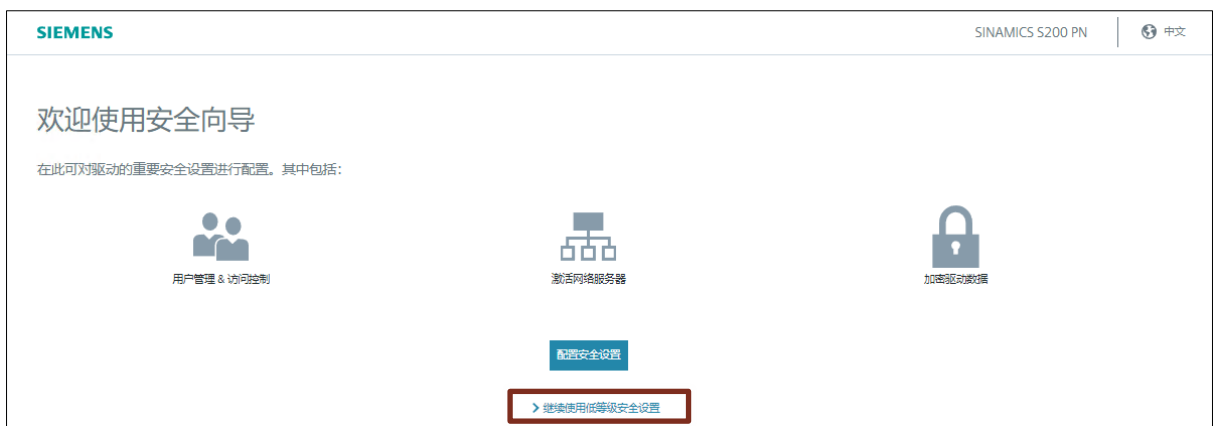 SIEMENS
SINAMICS S200 PN
中文
欢迎使用安全向导
在此可对驱动的重要安全设置进行配置。其中包括：
用户管理 & 访问控制
激活网络服务器
加密驱动数据
配置安全设置
继续使用低等级安全设置